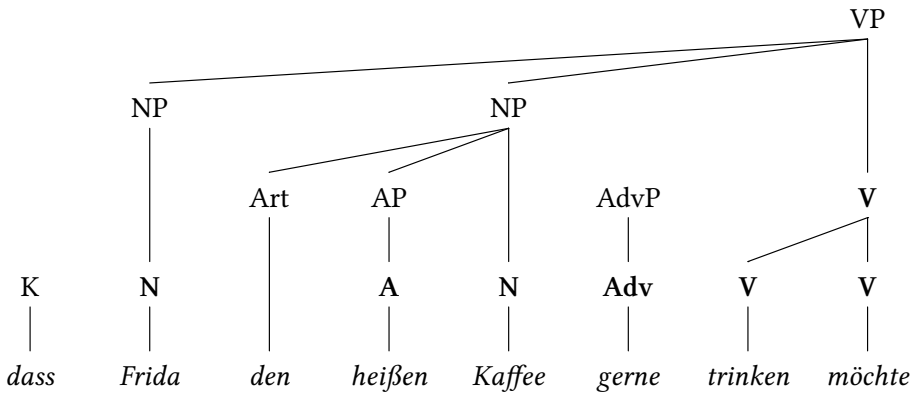 VP
NP NP
Art AP AdvP V
K N A N Adv V V
dass Frida den heißen Kaffee gerne trinken möchte